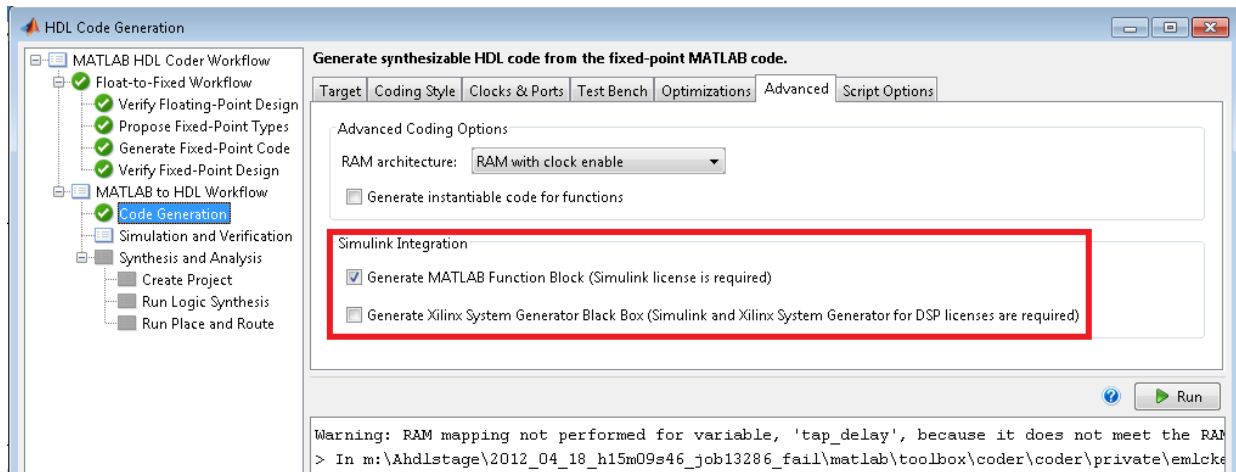 HDL Code Generation
MATLAB HDL Coder Workflow
Float-to-Fixed Workflow
Verify Floating-Point Design
Propose Fixed-Point Types
Generate Fixed-Point Code
Verify Fixed-Point Design
MATLAB to HDL Workflow
Code Generation
Simulation and Verification
Synthesis and Analysis
Create Project
Run Logic Synthesis
Run Place and Route
Generate synthesizable HDL code from the fixed-point MATLAB code.
Target Coding Style Clocks & Ports Test Bench Optimizations Advanced Script Options
Advanced Coding Options
RAM architecture: RAM with clock enable
Generate instantiable code for functions
Simulink Integration
Generate MATLAB Function Block (Simulink license is required)
Generate Xilinx System Generator Black Box (Simulink and Xilinx System Generator for DSP licenses are required)
Run
Warning: RAM mapping not performed for variable, 'tap_delay', because it does not meet the RAM
> In m:\Ahdlstage\2012_04_18_h15m09s46_job13286_fail\matlab\toolbox\coder\coder\private\emlcke